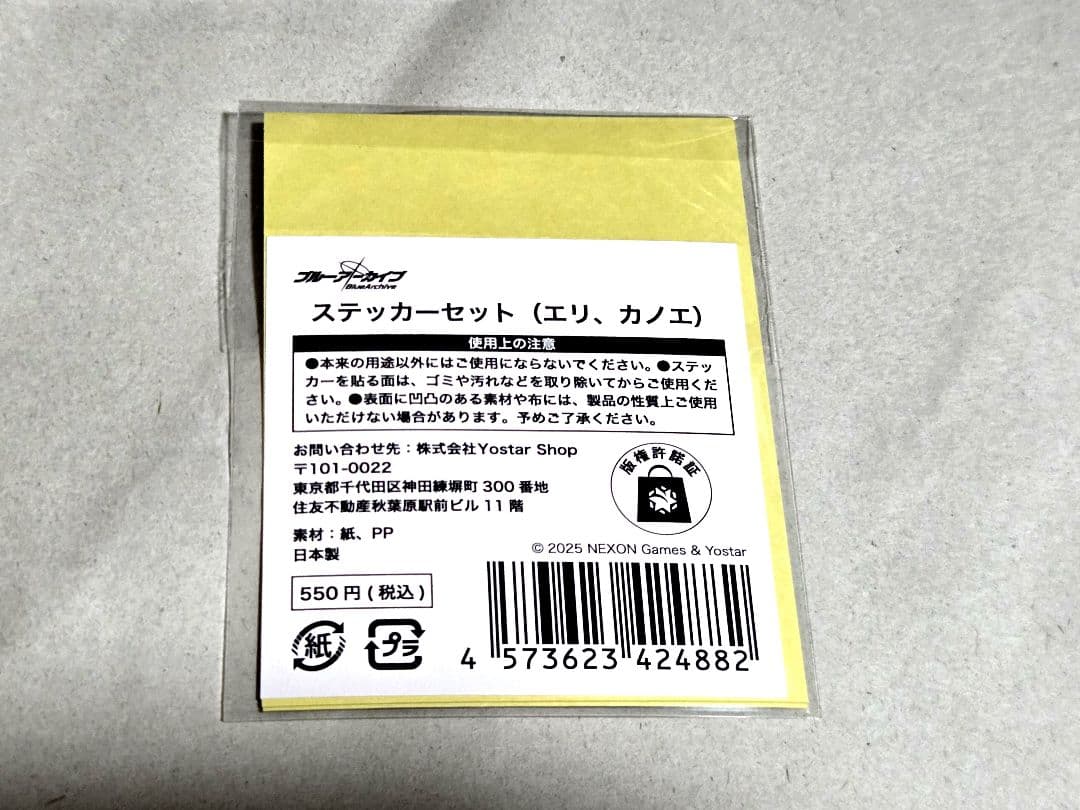 ブルーアーカイブ
BlueArchive
ステッカーセット（エリ、カノエ）
使用上の注意
●本来の用途以外にはご使用にならないでください。●ステッ
カーを貼る面は、ゴミや汚れなどを取り除いてからご使用くだ
さい。●表面に凹凸のある素材や布には、製品の性質上ご使用
いただけない場合があります。予めご了承ください。
お問い合わせ先：株式会社Yostar Shop
〒101-0022
東京都千代田区神田練塀町 300 番地
住友不動産秋葉原駅前ビル 11 階
版権許諾証
素材：紙、PP
日本製
© 2025 NEXON Games & Yostar
550 円 ( 税込 )
紙
プラ
4 573623 424882